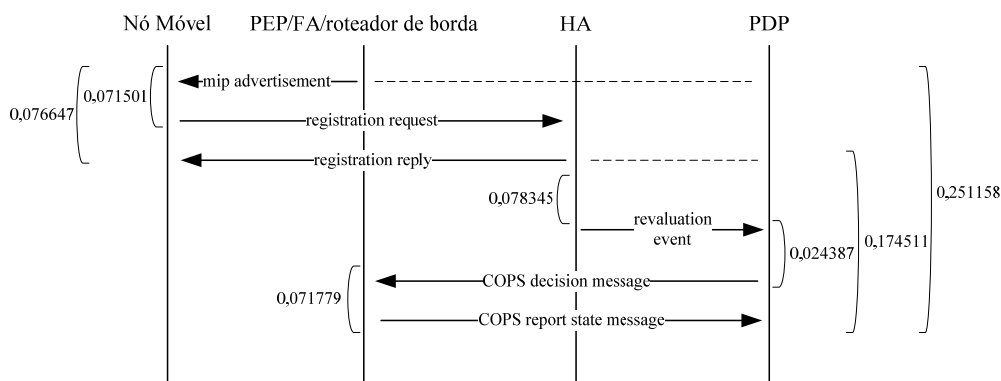 Nó Móvel PEP/FA/roteador de borda HA PDP
mip advertisement
0,071501
0,076647
registration request
registration reply
0,251158
0,078345
revaluation
event
0,174511
0,024387
COPS decision message
0,071779
COPS report state message